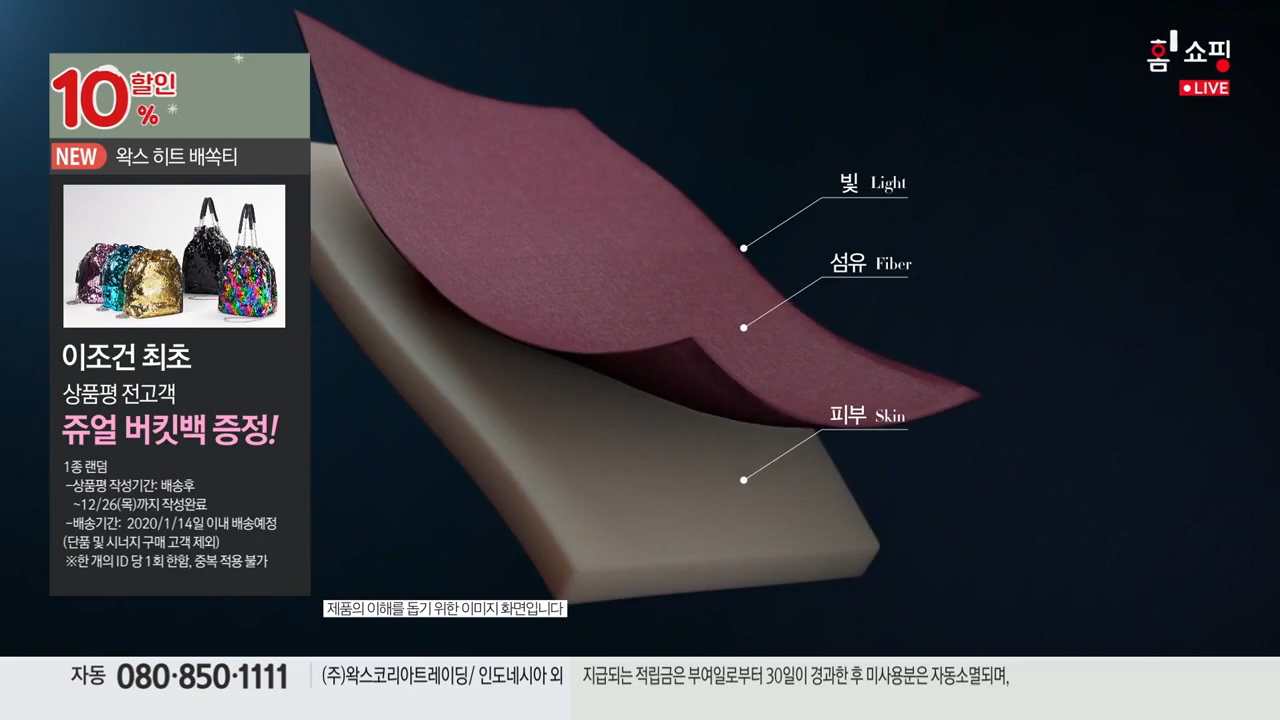 10%할인
NEW 왁스 히트 배쏙티
이조건 최초
상품평 전고객
쥬얼 버킷백 증정!
1종 랜덤
-상품평 작성기간: 배송후
~12/26(목)까지 작성완료
-배송기간: 2020/1/14일 이내 배송예정
(단품 및 시너지 구매 고객 제외)
※한 개의 ID 당 1회 한함, 중복 적용 불가
홈쇼핑
LIVE
빛 Light
섬유 Fiber
피부 Skin
제품의 이해를 돕기 위한 이미지 화면입니다
자동 080·850·1111 (주)왁스코리아트레이딩/ 인도네시아 외 지급되는 적립금은 부여일로부터 30일이 경과한 후 미사용분은 자동소멸되며,